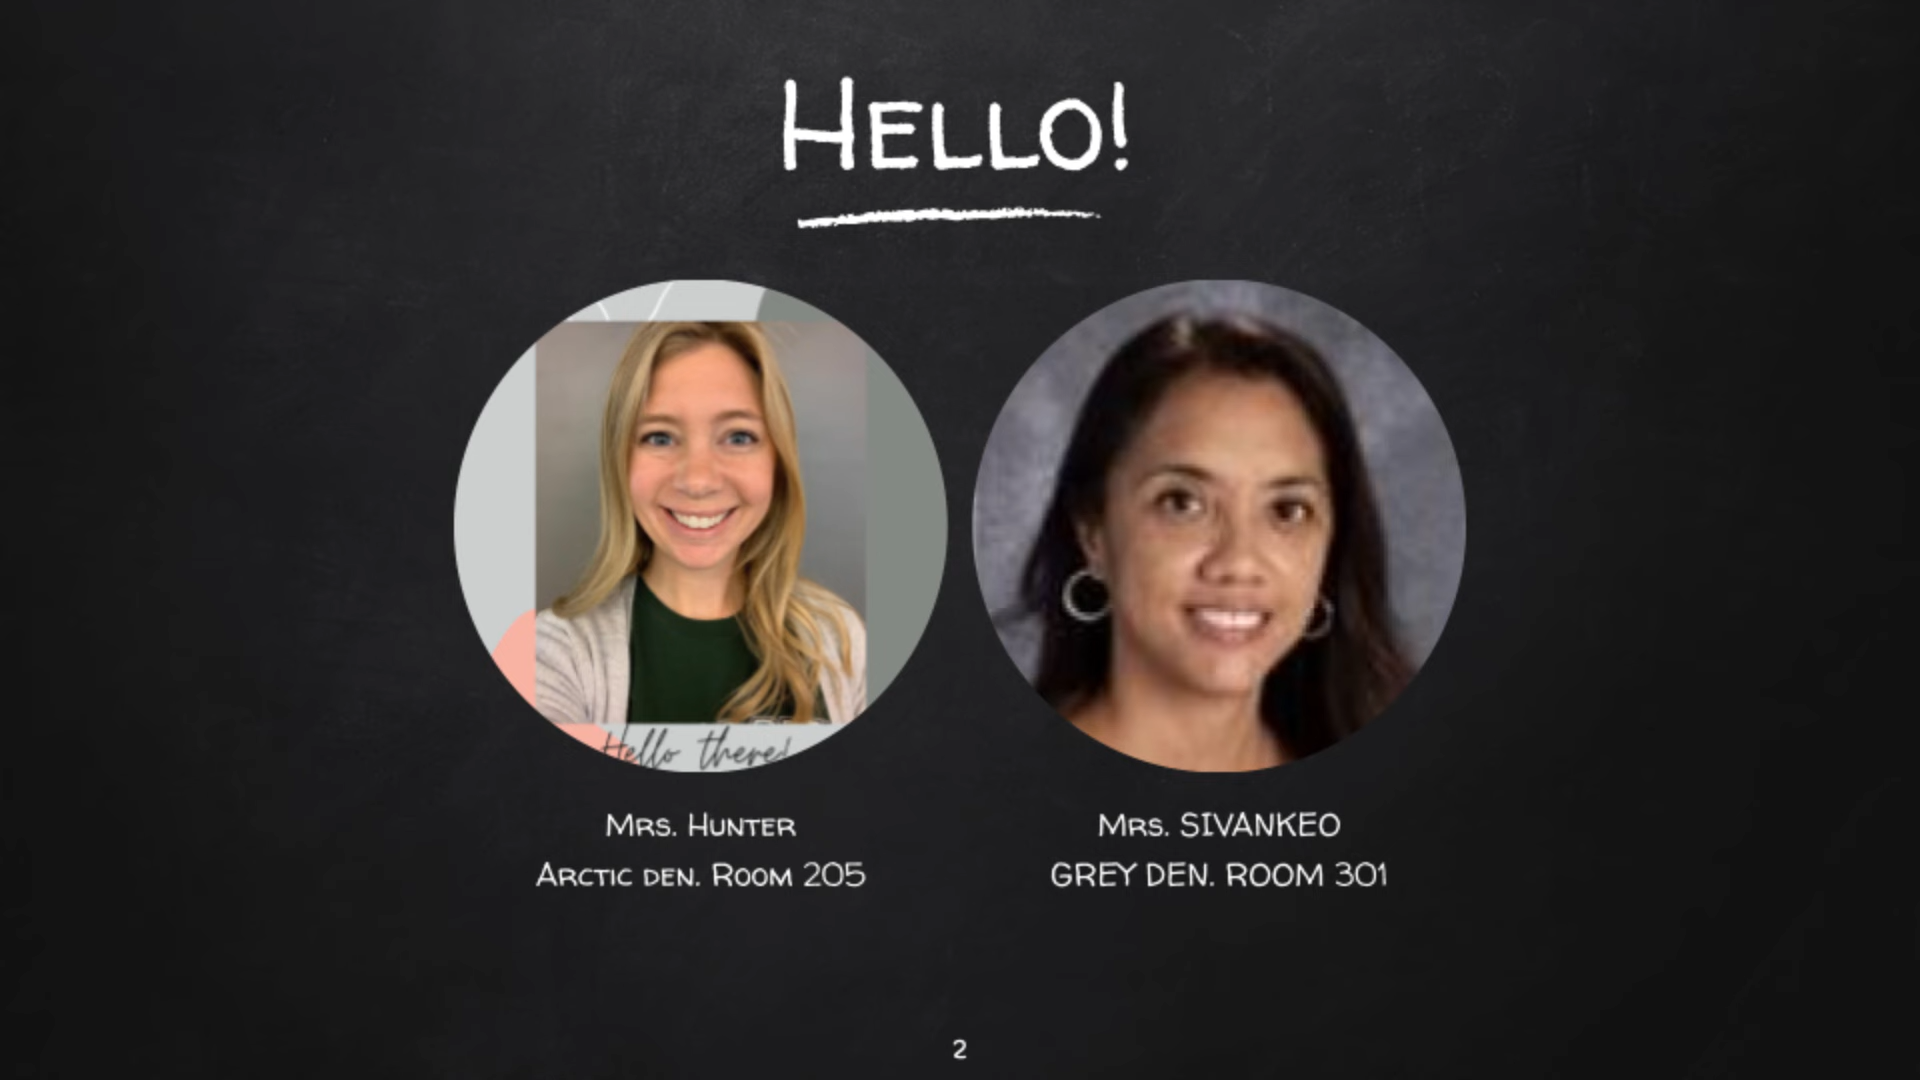 Hello!
Hello there!
Mrs. Hunter
Arctic den. Room 205
Mrs. SIVANKEO
GREY DEN. ROOM 301
2